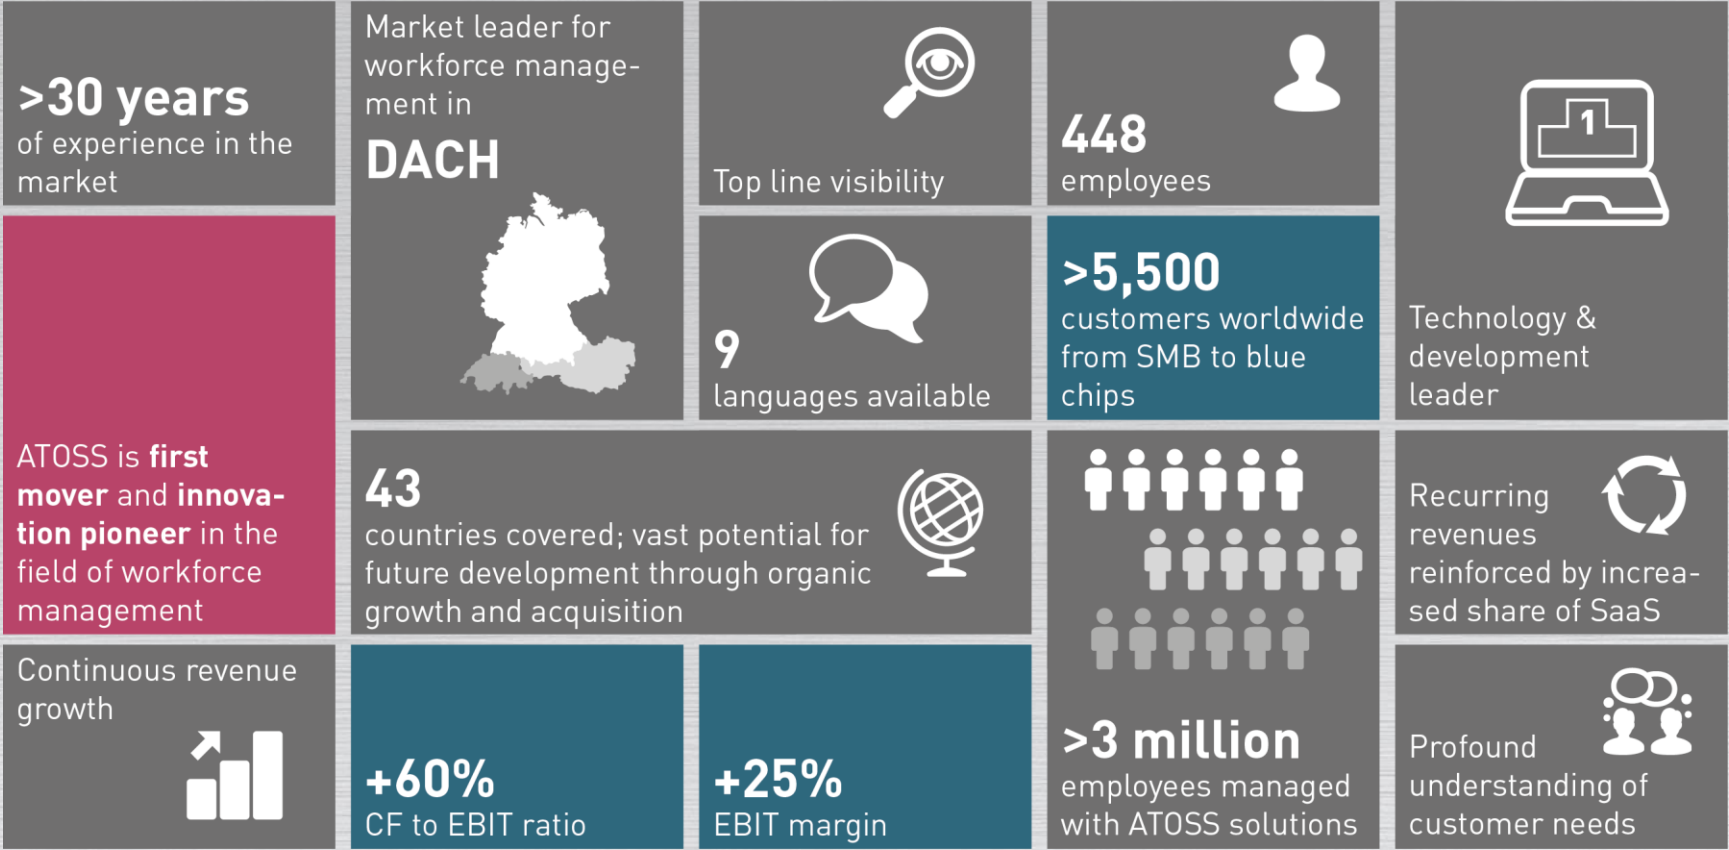 >30 years
of experience in the
market
Market leader for
workforce manage-
ment in
DACH
Top line visibility
448
employees
1
Technology &
development
leader
ATOSS is first
mover and innova-
tion pioneer in the
field of workforce
management
9
languages available
>5,500
customers worldwide
from SMB to blue
chips
43
countries covered; vast potential for
future development through organic
growth and acquisition
>3 million
employees managed
with ATOSS solutions
Recurring
revenues
reinforced by increa-
sed share of SaaS
Continuous revenue
growth
+60%
CF to EBIT ratio
+25%
EBIT margin
Profound
understanding of
customer needs